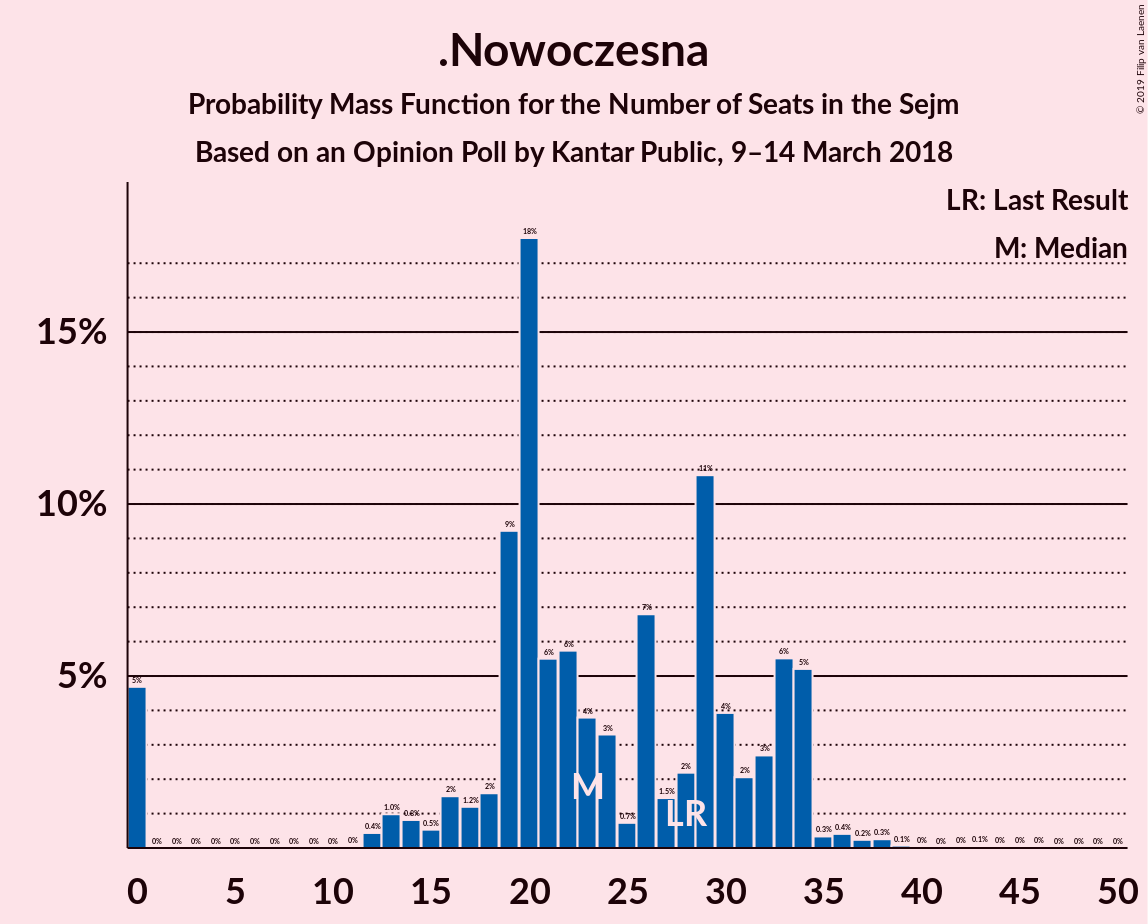 .Nowoczesna
Probability Mass Function for the Number of Seats in the Sejm
Based on an Opinion Poll by Kantar Public, 9–14 March 2018
© 2019 Filip van Laenen
LR: Last Result
M: Median
15%
10%
5%
5% 0% 0% 0% 0% 0% 0% 0% 0% 0% 0% 0% 0.4% 1.0% 0.8% 0.5% 2% 1.2% 2% 9% 18% 6% 6% 4% 3% 0.7% 7% 1.5% 2% 11% 4% 2% 3% 6% 5% 0.3% 0.4% 0.2% 0.3% 0.1% 0% 0% 0% 0.1% 0% 0% 0% 0% 0% 0% 0%
M
LR
0 5 10 15 20 25 30 35 40 45 50